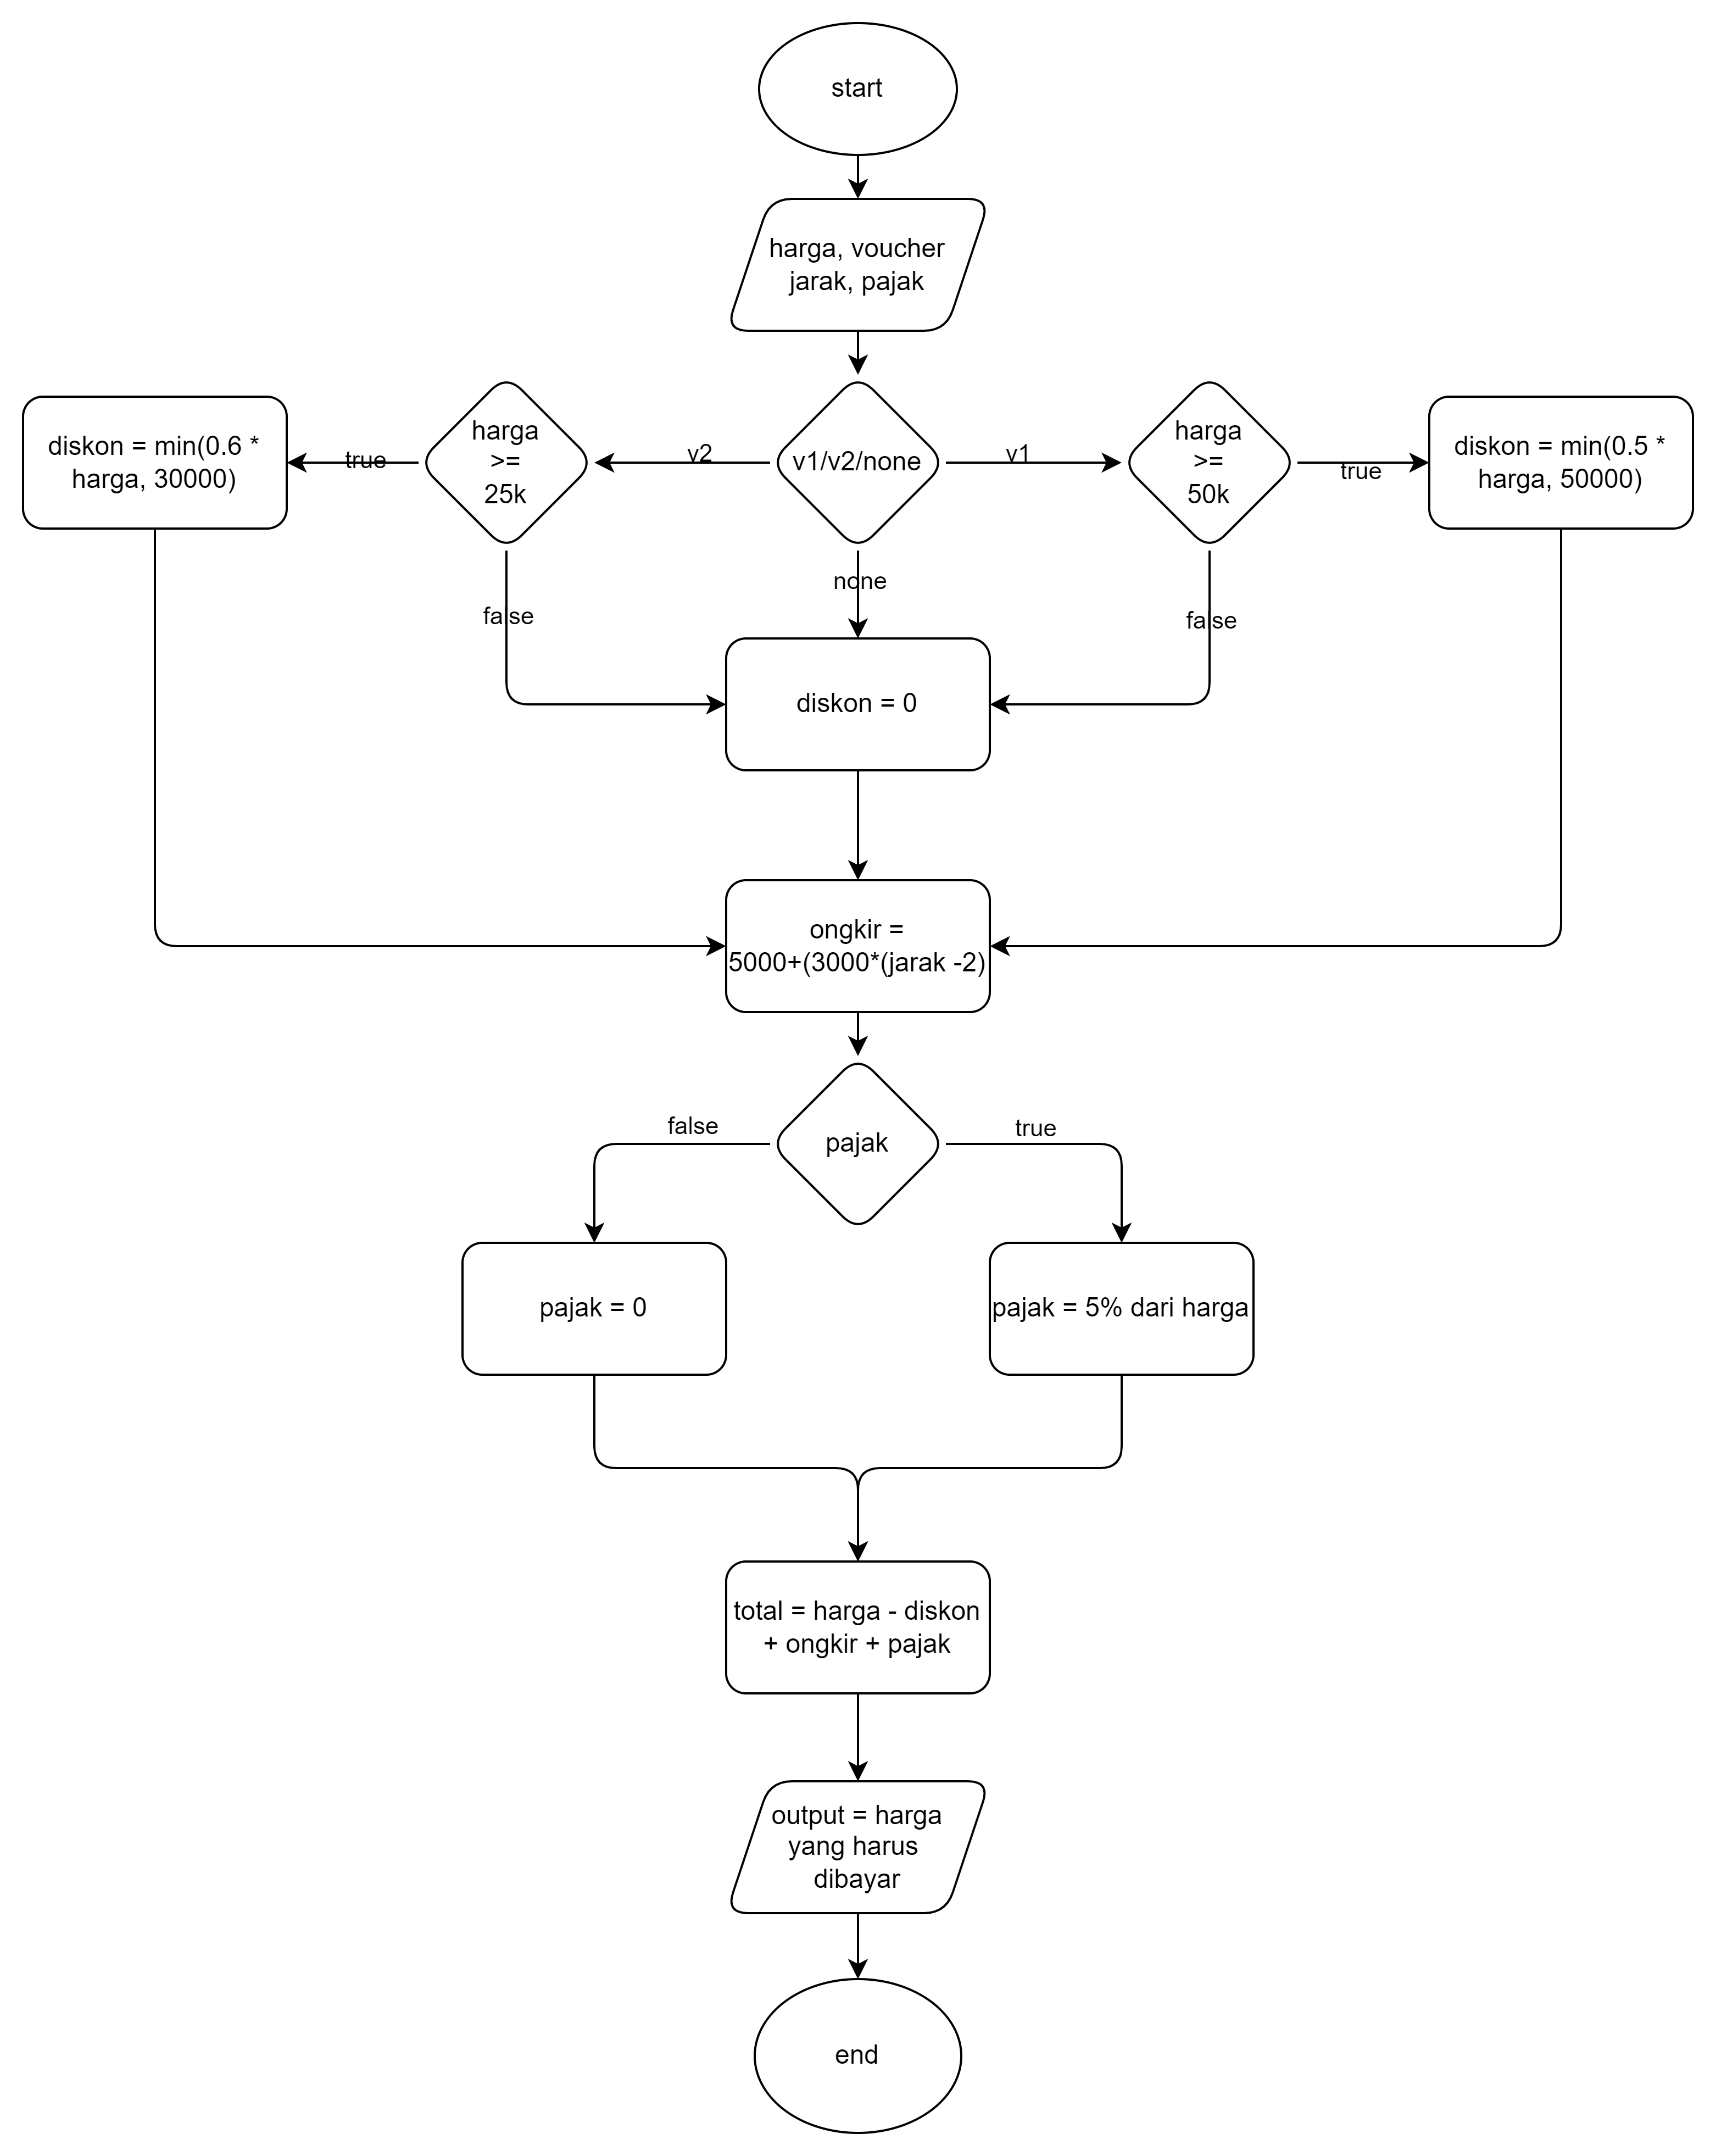 start
harga, voucher
jarak, pajak
diskon = min(0.6 *
harga, 30000)
true
harga
>=
25k
v2
v1/v2/none
v1
harga
>=
50k
true
diskon = min(0.5 *
harga, 50000)
false
none
false
diskon = 0
ongkir =
5000+(3000*(jarak -2)
false
pajak
true
pajak = 0
pajak = 5% dari harga
total = harga - diskon
+ ongkir + pajak
output = harga
yang harus
dibayar
end